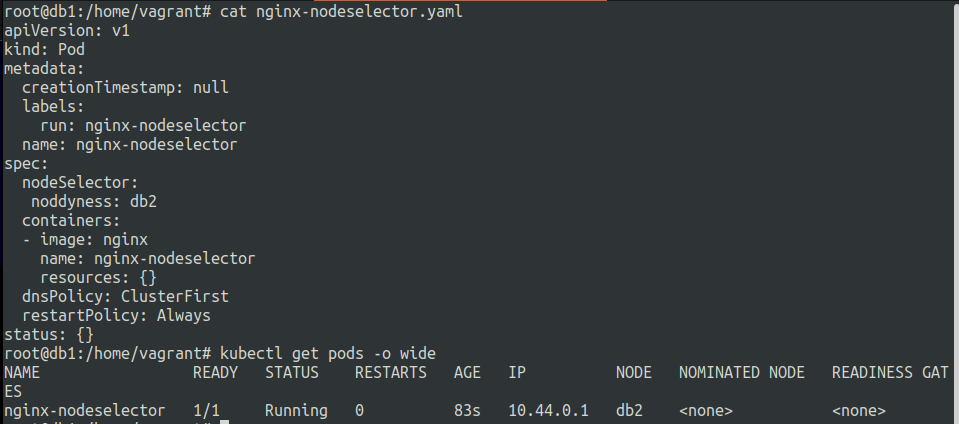 root@db1:/home/vagrant# cat nginx-nodeselector.yaml
apiVersion: v1
kind: Pod
metadata:
  creationTimestamp: null
  labels:
    run: nginx-nodeselector
  name: nginx-nodeselector
spec:
  nodeSelector:
   noddyness: db2
  containers:
  - image: nginx
    name: nginx-nodeselector
    resources: {}
  dnsPolicy: ClusterFirst
  restartPolicy: Always
status: {}
root@db1:/home/vagrant# kubectl get pods -o wide
NAME                 READY   STATUS    RESTARTS   AGE   IP          NODE   NOMINATED NODE   READINESS GAT
ES
nginx-nodeselector   1/1     Running   0          83s   10.44.0.1   db2    <none>           <none>